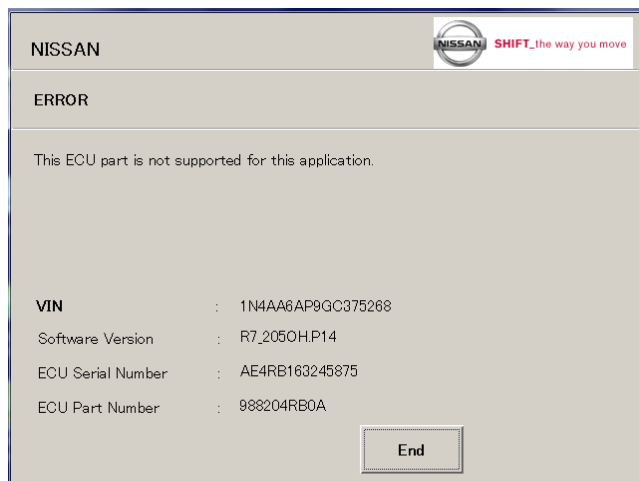 NISSAN
NISSAN SHIFT_the way you move
ERROR
This ECU part is not supported for this application.
VIN : 1N4AA6AP9GC375268
Software Version : R7_205OH.P14
ECU Serial Number : AE4RB163245875
ECU Part Number : 988204RB0A
End